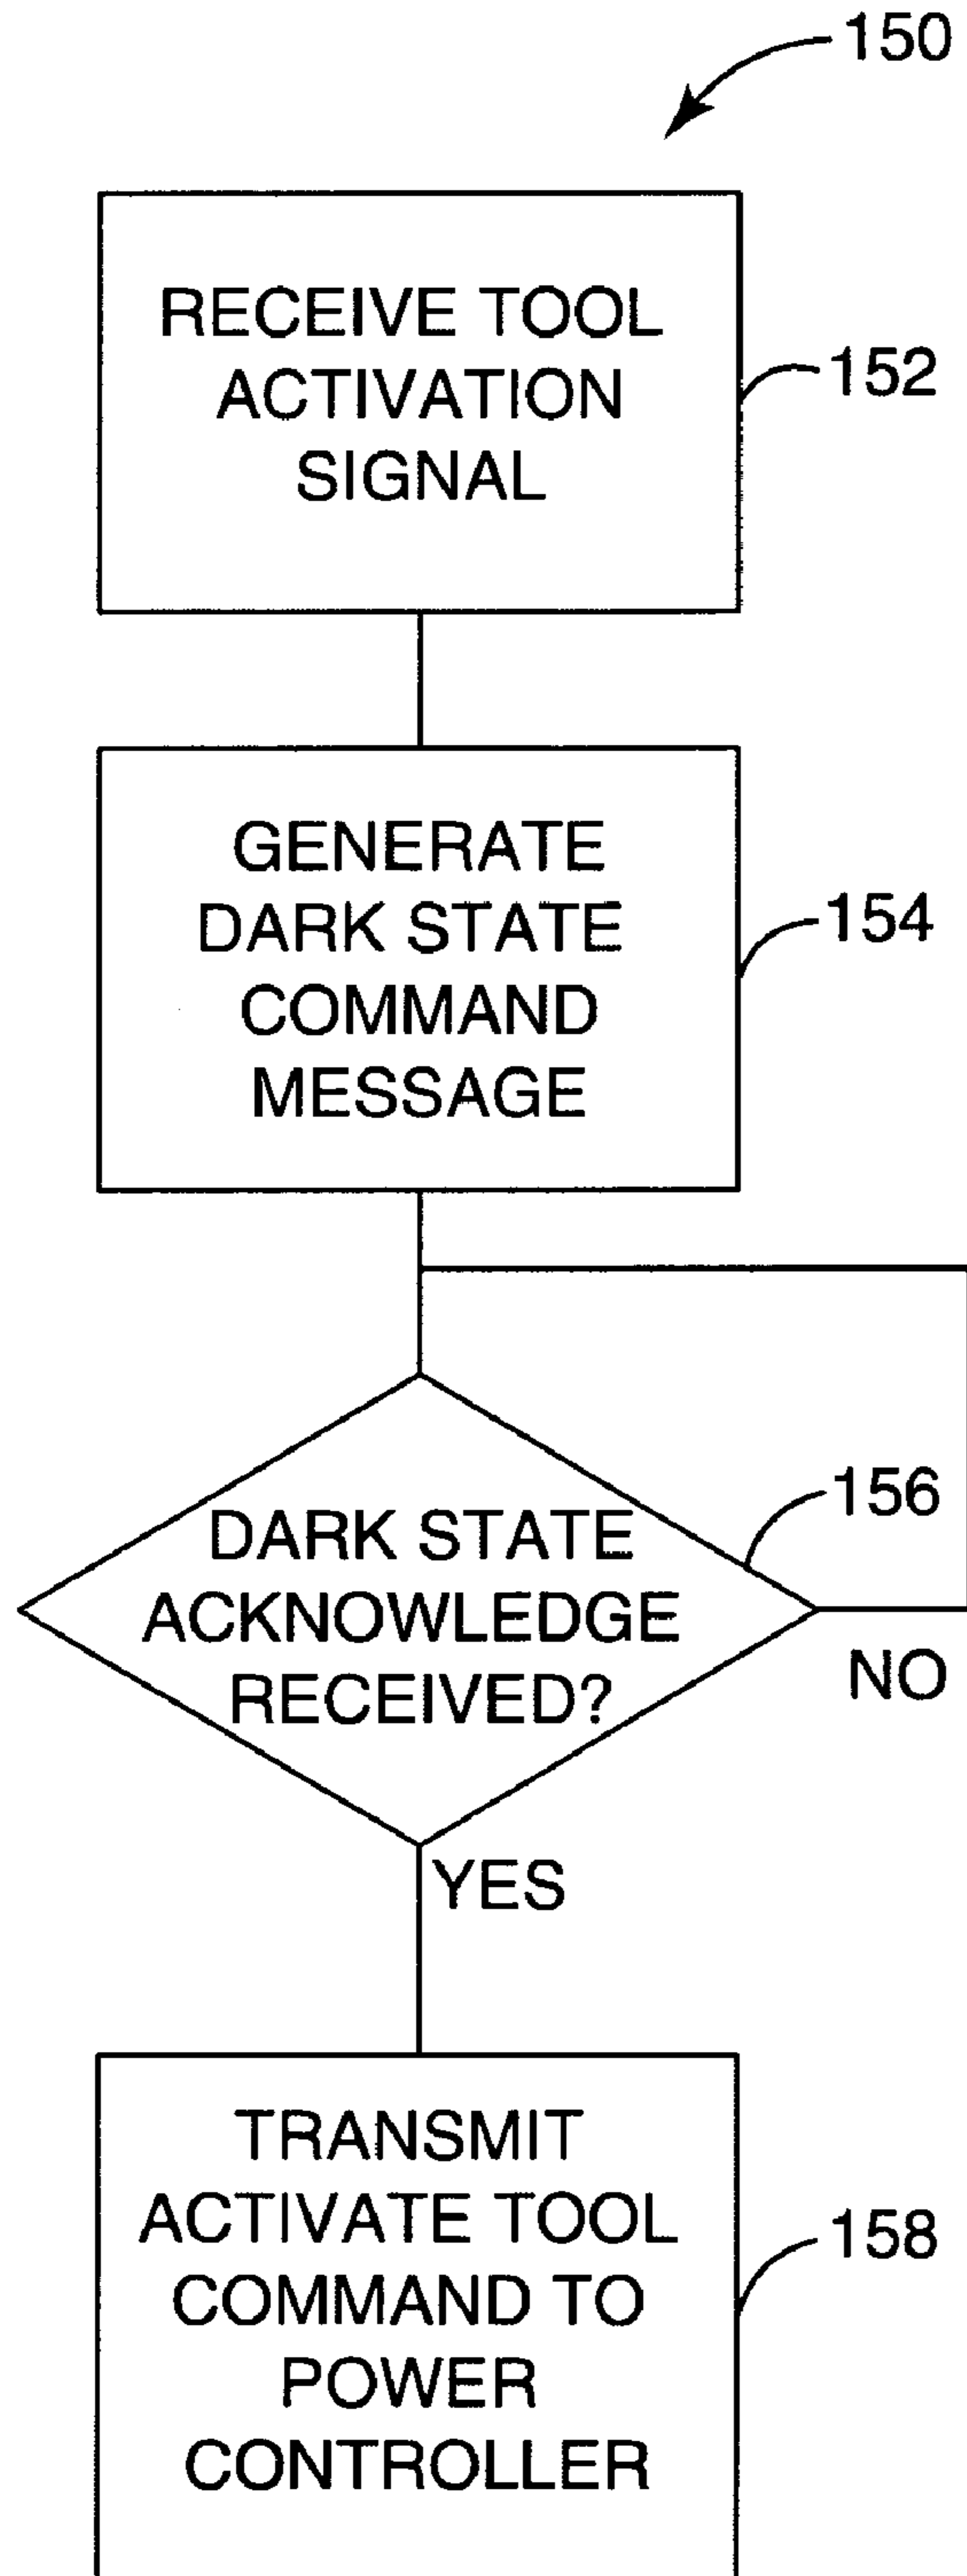 150
RECEIVE TOOL
ACTIVATION
SIGNAL
152
GENERATE
DARK STATE
COMMAND
MESSAGE
154
DARK STATE
ACKNOWLEDGE
RECEIVED?
156
NO
YES
TRANSMIT
ACTIVATE TOOL
COMMAND TO
POWER
CONTROLLER
158